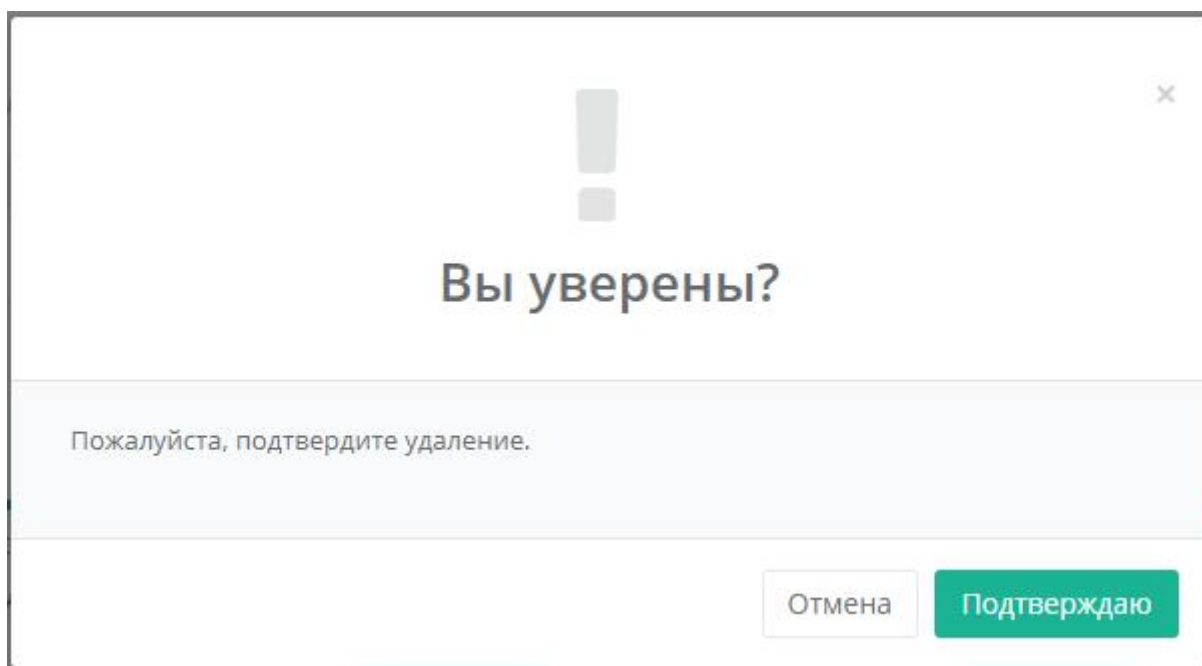 Вы уверены?
Пожалуйста, подтвердите удаление.
Отмена
Подтверждаю